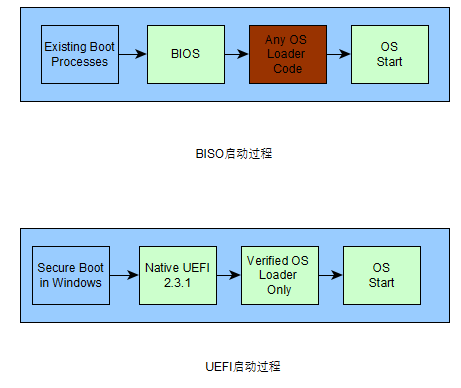 Existing Boot
Processes
BIOS
Any OS
Loader
Code
OS
Start
BISO启动过程
Secure Boot
in Windows
Native UEFI
2.3.1
Verified OS
Loader
Only
OS
Start
UEFI启动过程